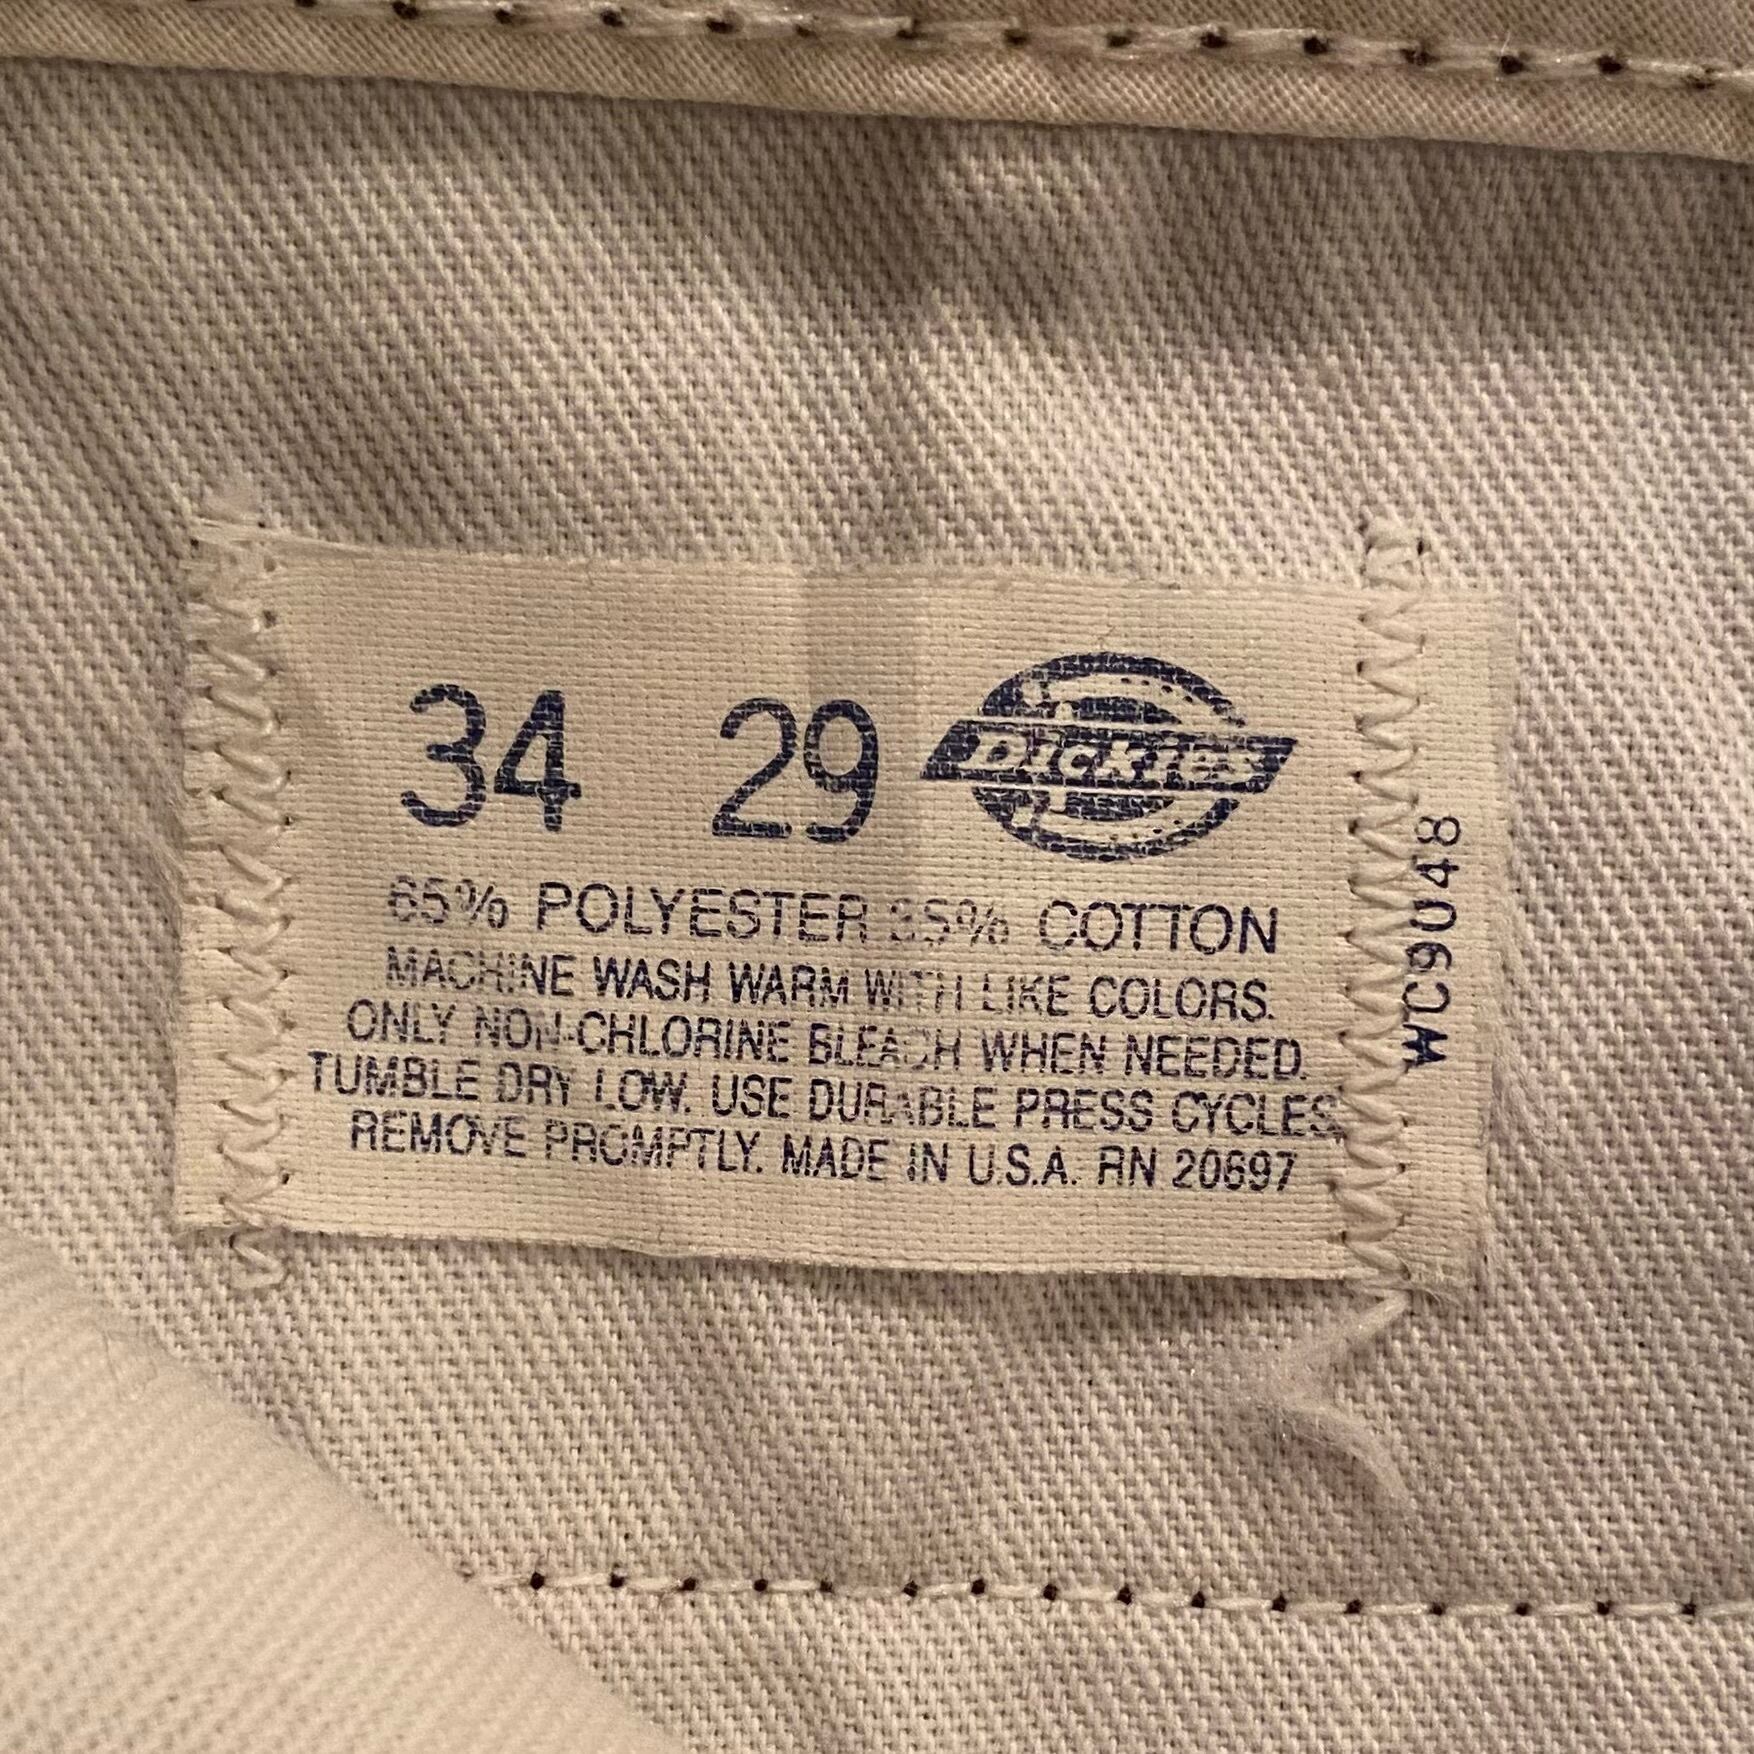 34 29 Dickies
65% POLYESTER 35% COTTON
MACHINE WASH WARM WITH LIKE COLORS.
ONLY NON-CHLORINE BLEACH WHEN NEEDED.
TUMBLE DRY LOW. USE DURABLE PRESS CYCLES.
REMOVE PROMPTLY. MADE IN U.S.A. RN 20697
WC9U48